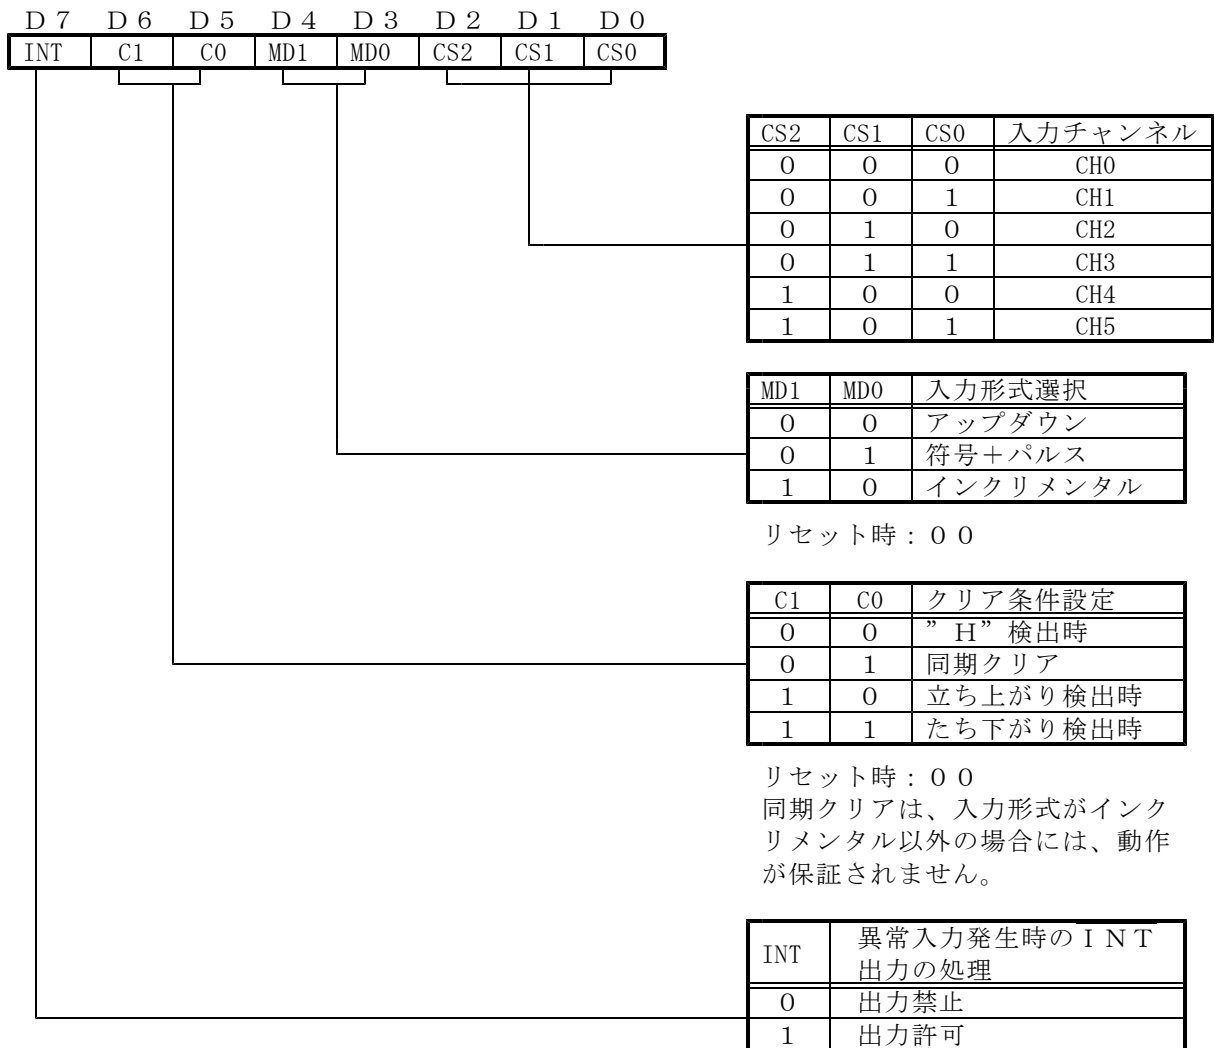 D7 D6 D5 D4 D3 D2 D1 D0
INT C1 C0 MD1 MD0 CS2 CS1 CS0
CS2 CS1 CS0 入力チャンネル
0 0 0 CH0
0 0 1 CH1
0 1 0 CH2
0 1 1 CH3
1 0 0 CH4
1 0 1 CH5
MD1 MD0 入力形式選択
0 0 アップダウン
0 1 符号+パルス
1 0 インクリメンタル
リセット時:00
C1 C0 クリア条件設定
0 0 ”H”検出時
0 1 同期クリア
1 0 立ち上がり検出時
1 1 たち下がり検出時
リセット時:00
同期クリアは、入力形式がインク
リメンタル以外の場合には、動作
が保証されません。
INT 異常入力発生時のINT
出力の処理
0 出力禁止
1 出力許可